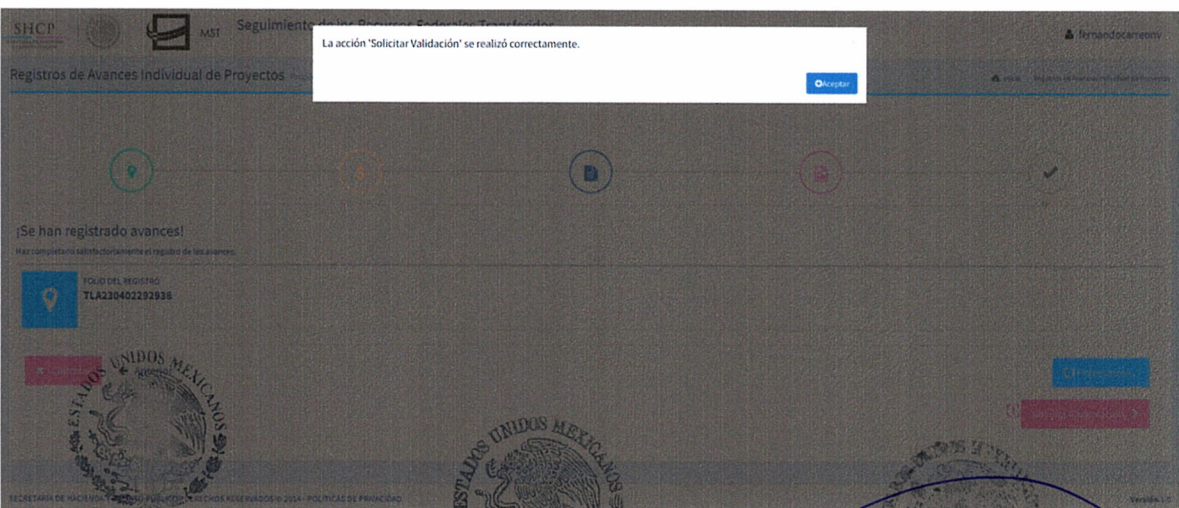 SHCP
MST
Seguimiento de los Recursos Federales Transferidos
fernandocarreonv
La acción 'Solicitar Validación' se realizó correctamente.
Aceptar
Registros de Avances Individual de Proyectos
¡Se han registrado avances!
Haz completado satisfactoriamente el registro de los avances.
FOLIO DEL REGISTRO
TLA230402292936
Anterior
ESTADOS UNIDOS MEXICANOS
ESTADOS UNIDOS MEXICANOS
SECRETARÍA DE HACIENDA Y CRÉDITO PÚBLICO DERECHOS RESERVADOS © 2014 - POLÍTICAS DE PRIVACIDAD
Versión 1.0